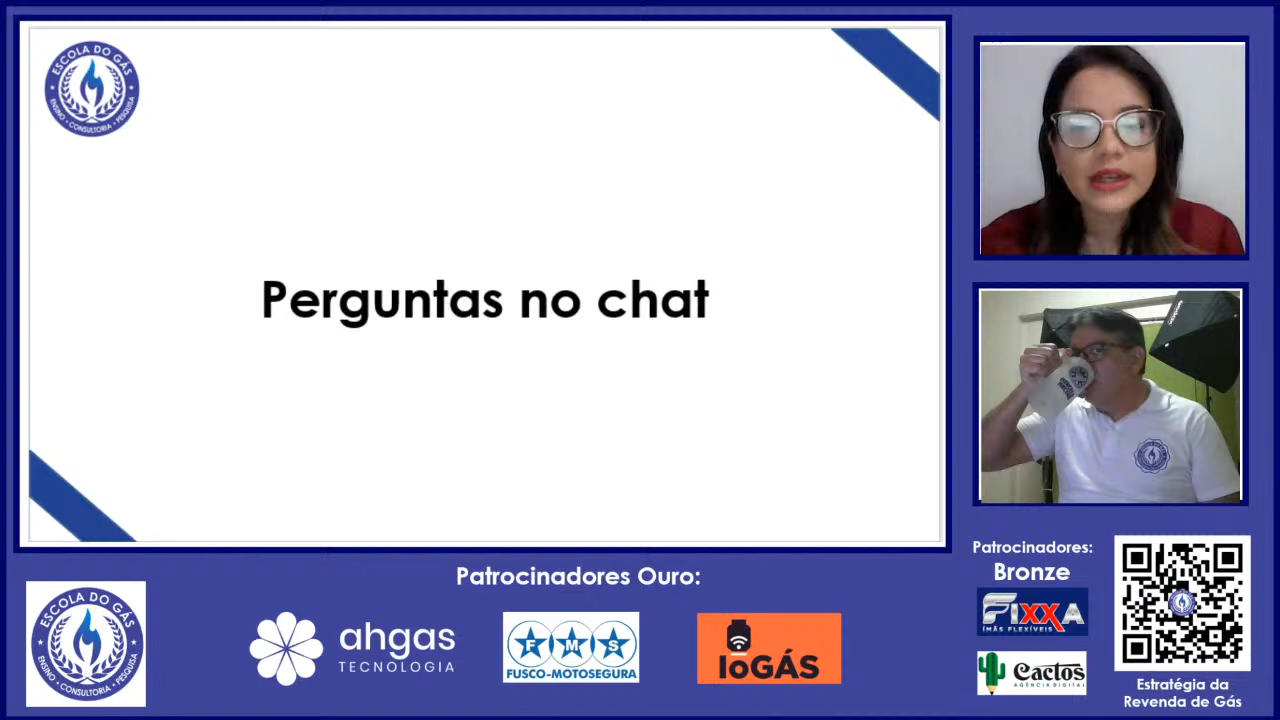 ESCOLA DO GÁS
ENSINO • CONSULTORIA • PESQUISA
Perguntas no chat
Patrocinadores Ouro:
ESCOLA DO GÁS
ENSINO • CONSULTORIA • PESQUISA
ahgas
TECNOLOGIA
F M S
FUSCO-MOTOSEGURA
IoGÁS
Patrocinadores:
Bronze
FIXXA
ÍMÃS FLEXÍVEIS
Cactos
AGÊNCIA DIGITAL
Estratégia da
Revenda de Gás